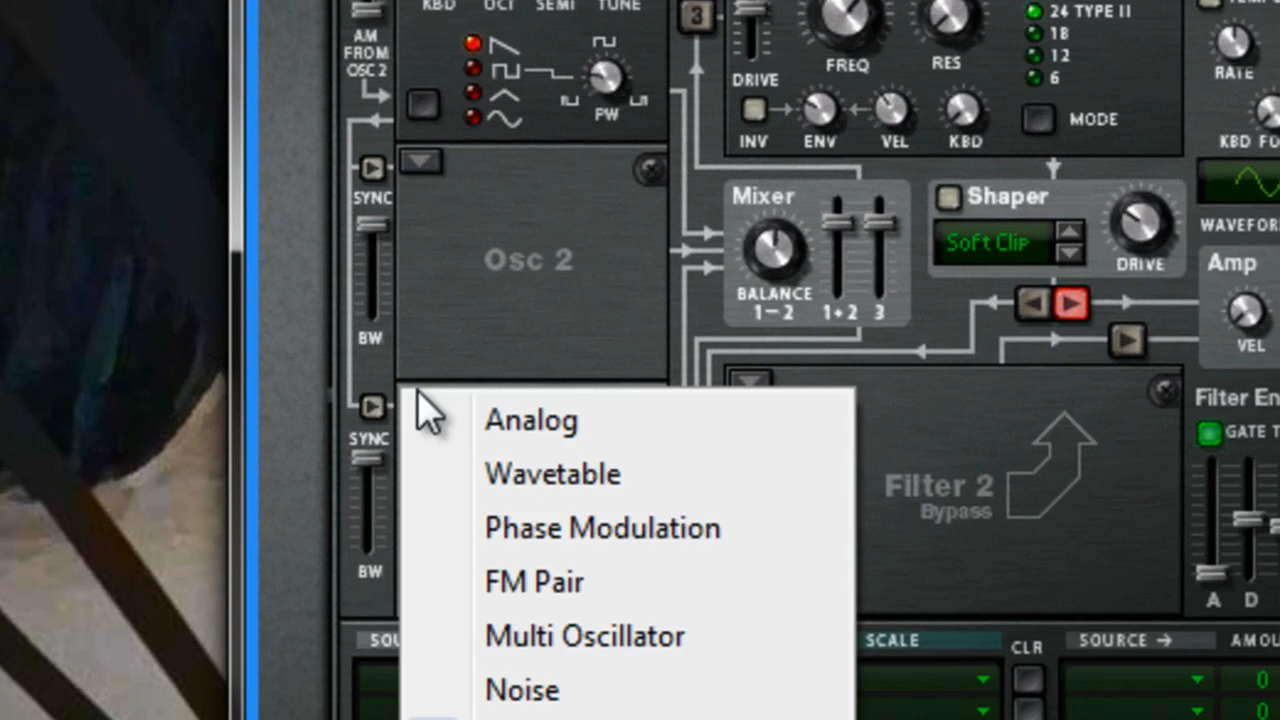 KBD OCT SEMI TUNE
AM
FROM
OSC 2
PW
SYNC
BW
SYNC
BW
Osc 2
3
DRIVE
FREQ
RES
24 TYPE II
18
12
6
INV ENV VEL KBD
MODE
RATE
KBD FO
Mixer
BALANCE
1–2 1+2 3
Shaper
Soft Clip
DRIVE
WAVEFOR
Amp
VEL
Filter 2
Bypass
Filter En
GATE T
A D
Analog
Wavetable
Phase Modulation
FM Pair
Multi Oscillator
Noise
SOU
SCALE
CLR
SOURCE → AMOU
0
0